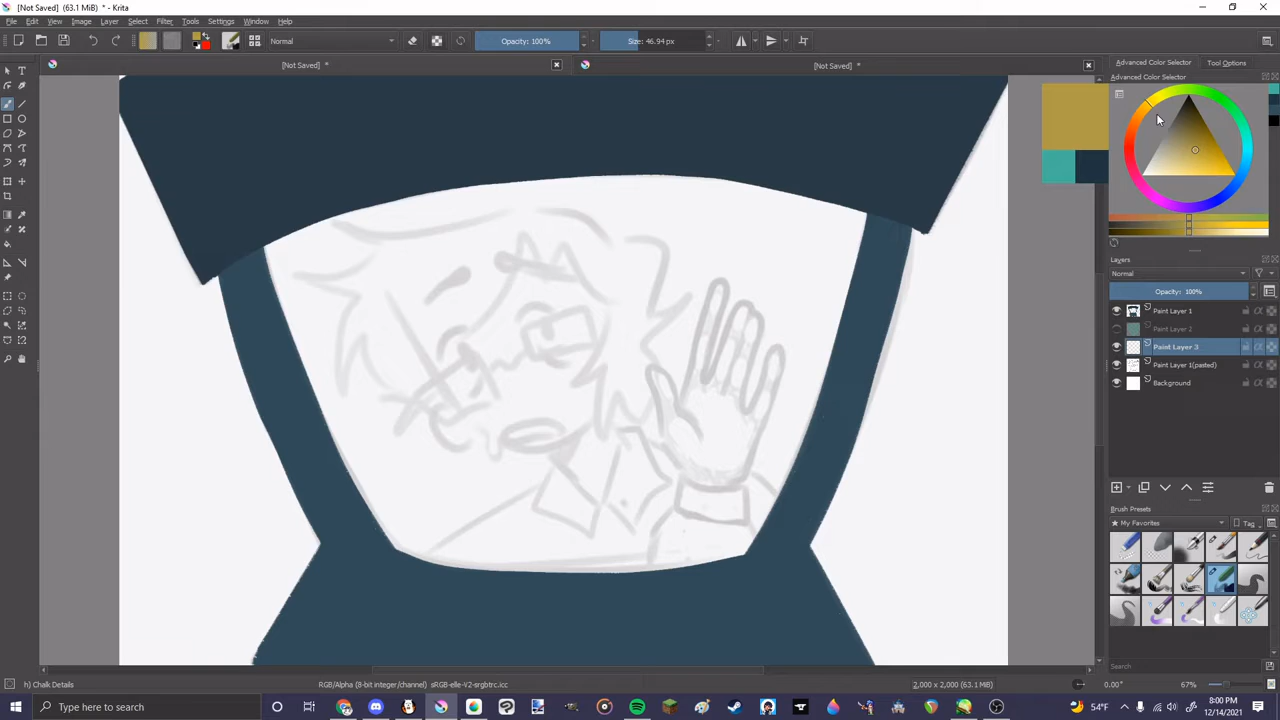 [Not Saved] (63.1 MiB) * - Krita
File Edit View Image Layer Select Filter Tools Settings Window Help
Normal
Opacity: 100%
Size: 46.94 px
[Not Saved] *
[Not Saved] *
Advanced Color Selector
Tool Options
Advanced Color Selector
Layers
Normal
Opacity: 100%
Paint Layer 1
Paint Layer 2
Paint Layer 3
Paint Layer 1(pasted)
Background
Brush Presets
My Favorites
Tag
Search
h) Chalk Details
RGB/Alpha (8-bit integer/channel) sRGB-elle-V2-srgbtrc.icc
2,000 x 2,000 (63.1 MiB)
0.00°
67%
Type here to search
54°F
8:00 PM
12/14/2021